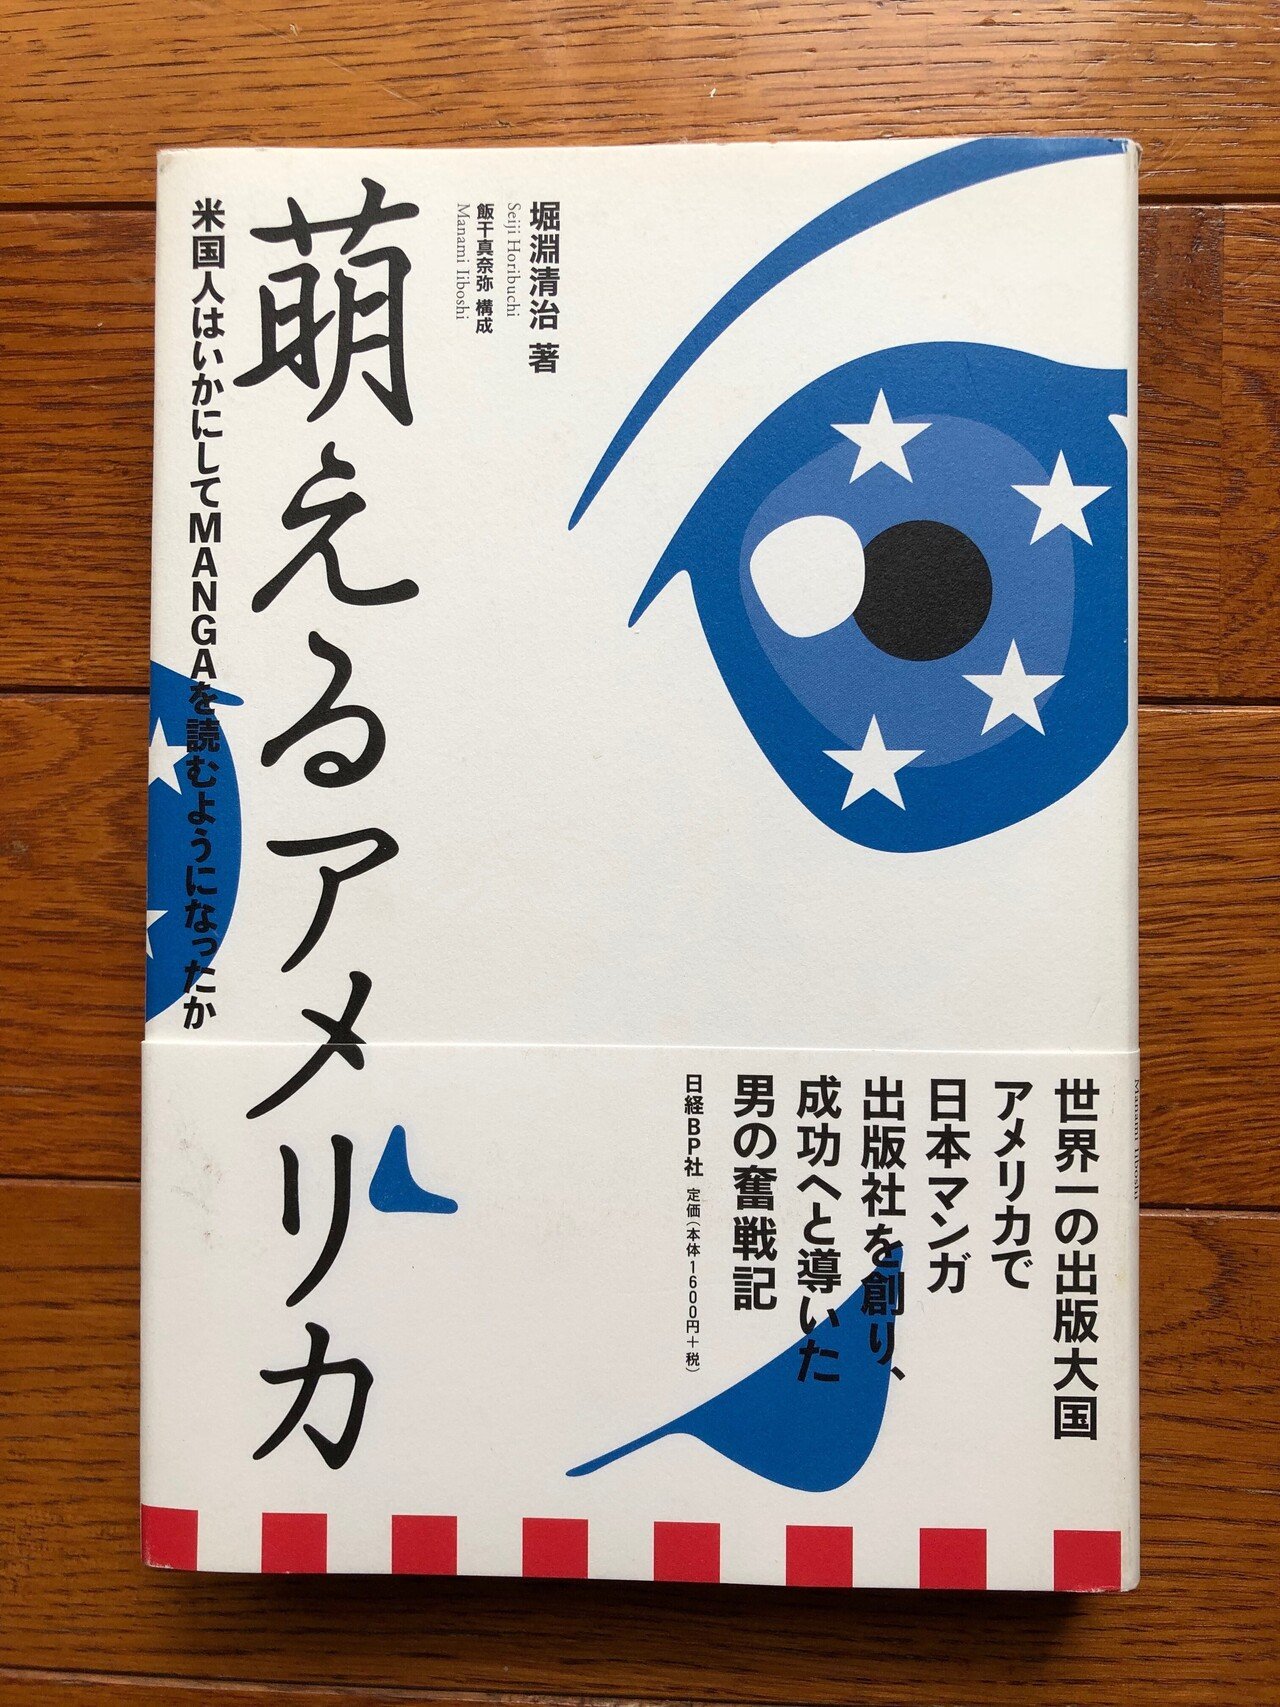 萌えるアメリカ
米国人はいかにしてMANGAを読むようになったか
堀淵清治 著
Seiji Horibuchi
飯干真奈弥 構成
Manami Iiboshi
世界一の出版大国
アメリカで
日本マンガ
出版社を創り、
成功へと導いた
男の奮戦記
日経BP社 定価(本体1600円+税)
Manami Iiboshi